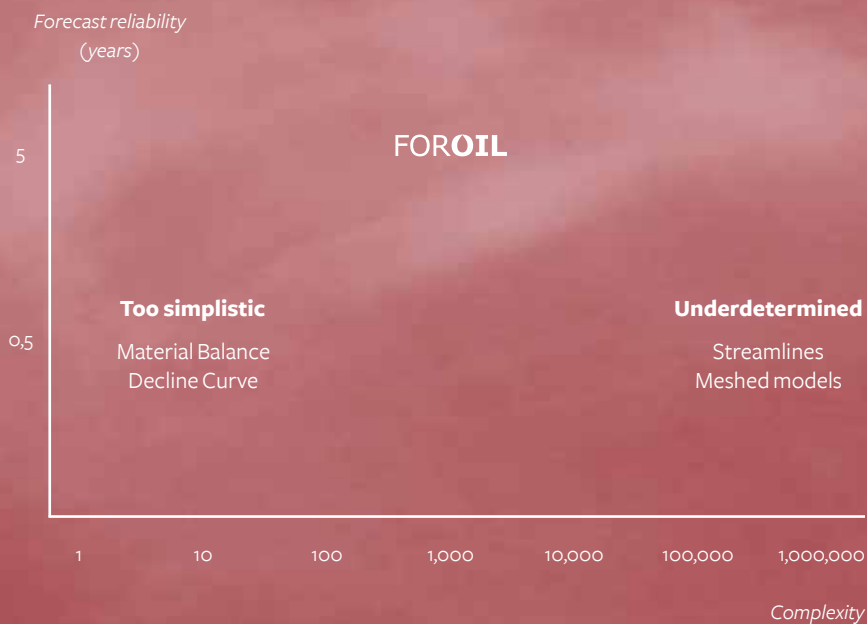 Forecast reliability
(years)
5
FOROIL
Too simplistic
Underdetermined
0,5
Material Balance
Streamlines
Decline Curve
Meshed models
1
10
100
1,000
10,000
100,000
1,000,000
Complexity